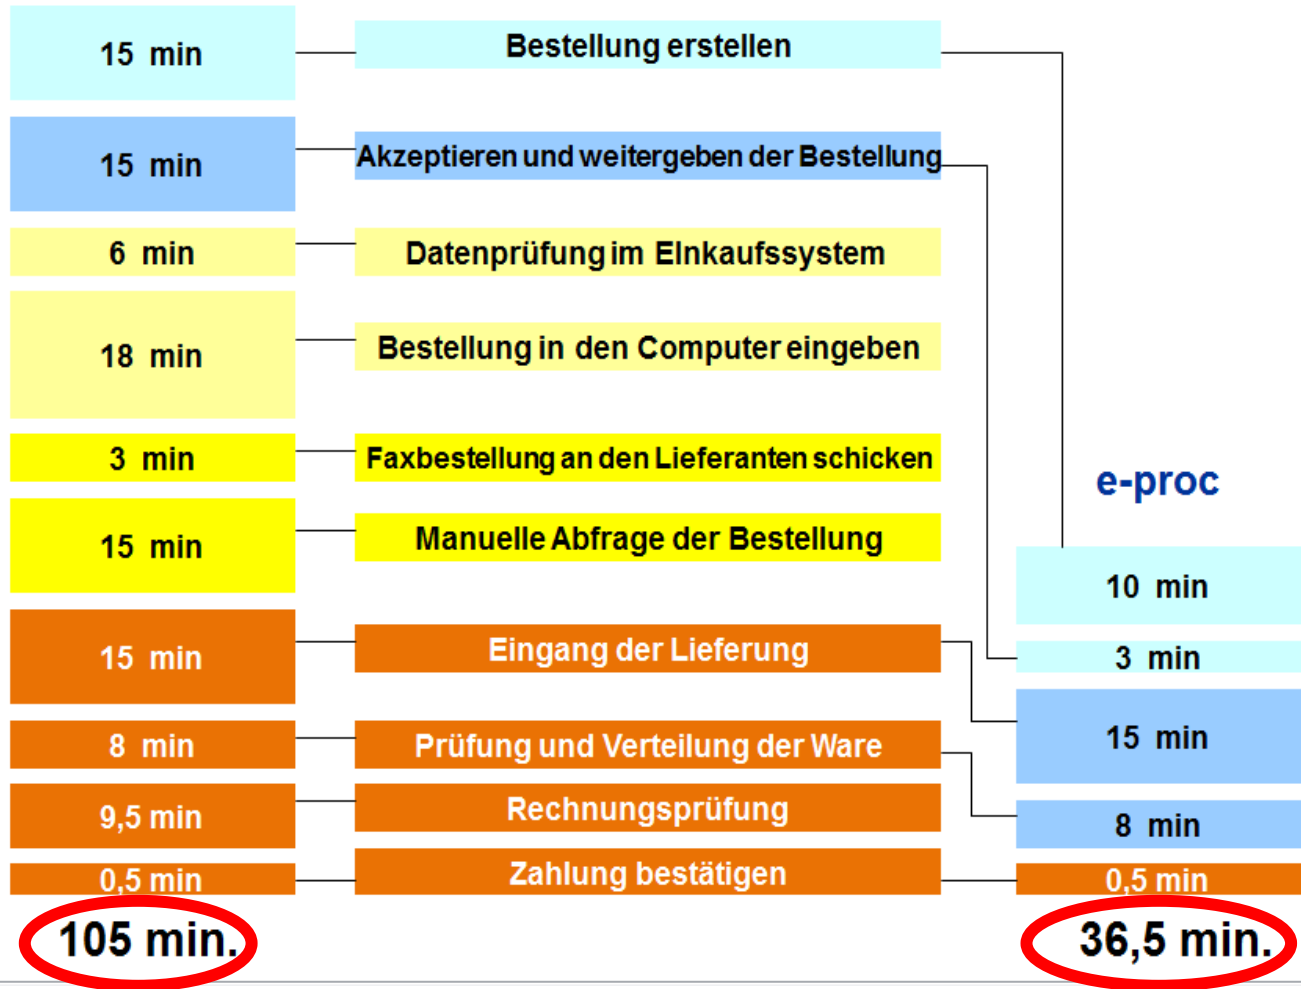 15 min Bestellung erstellen
15 min Akzeptieren und weitergeben der Bestellung
6 min Datenprüfung im EInkaufssystem
18 min Bestellung in den Computer eingeben
3 min Faxbestellung an den Lieferanten schicken
e-proc
15 min Manuelle Abfrage der Bestellung
10 min
15 min Eingang der Lieferung
3 min
8 min Prüfung und Verteilung der Ware
15 min
9,5 min Rechnungsprüfung
8 min
0,5 min Zahlung bestätigen 0,5 min
105 min. 36,5 min.